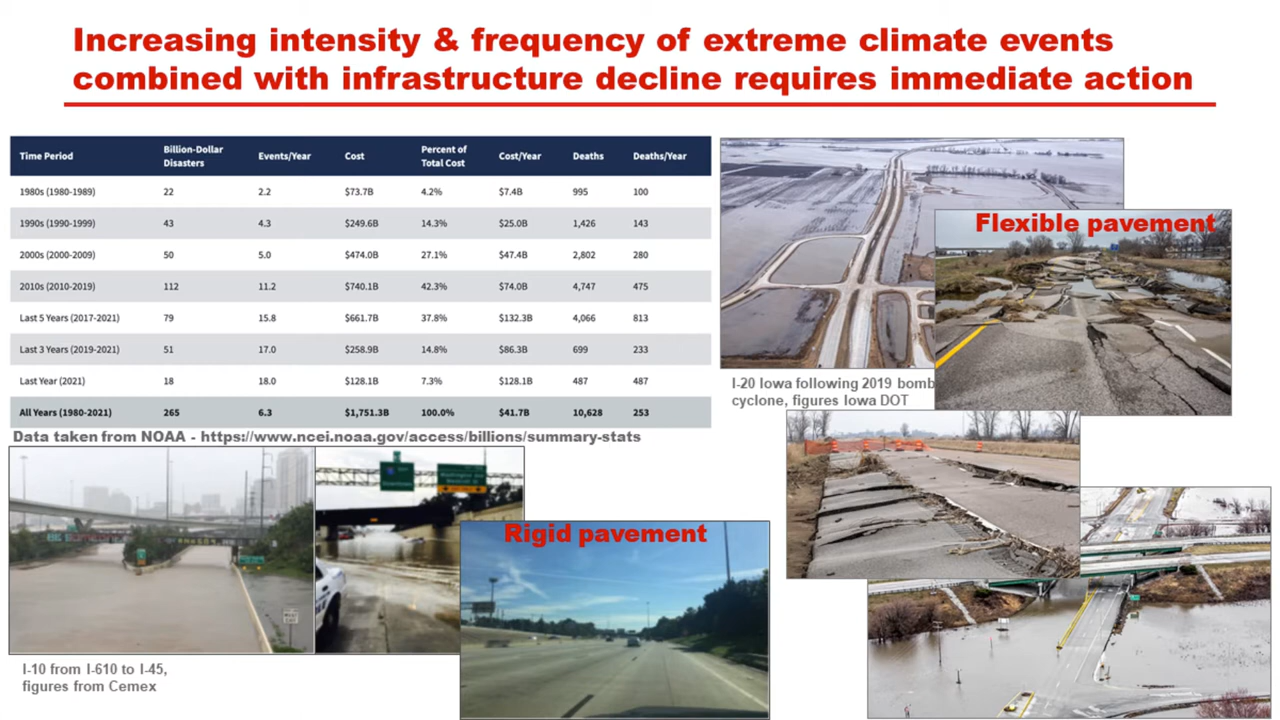 Increasing intensity & frequency of extreme climate events
combined with infrastructure decline requires immediate action
Time Period Billion-Dollar Disasters Events/Year Cost Percent of Total Cost Cost/Year Deaths Deaths/Year
1980s (1980-1989) 22 2.2 $73.7B 4.2% $7.4B 995 100
1990s (1990-1999) 43 4.3 $249.6B 14.3% $25.0B 1,426 143
2000s (2000-2009) 50 5.0 $474.0B 27.1% $47.4B 2,802 280
2010s (2010-2019) 112 11.2 $740.1B 42.3% $74.0B 4,747 475
Last 5 Years (2017-2021) 79 15.8 $661.7B 37.8% $132.3B 4,066 813
Last 3 Years (2019-2021) 51 17.0 $258.9B 14.8% $86.3B 699 233
Last Year (2021) 18 18.0 $128.1B 7.3% $128.1B 487 487
All Years (1980-2021) 265 6.3 $1,751.3B 100.0% $41.7B 10,628 253
Data taken from NOAA - https://www.ncei.noaa.gov/access/billions/summary-stats
Flexible pavement
I-20 Iowa following 2019 bomb
cyclone, figures Iowa DOT
Rigid pavement
I-10 from I-610 to I-45,
figures from Cemex